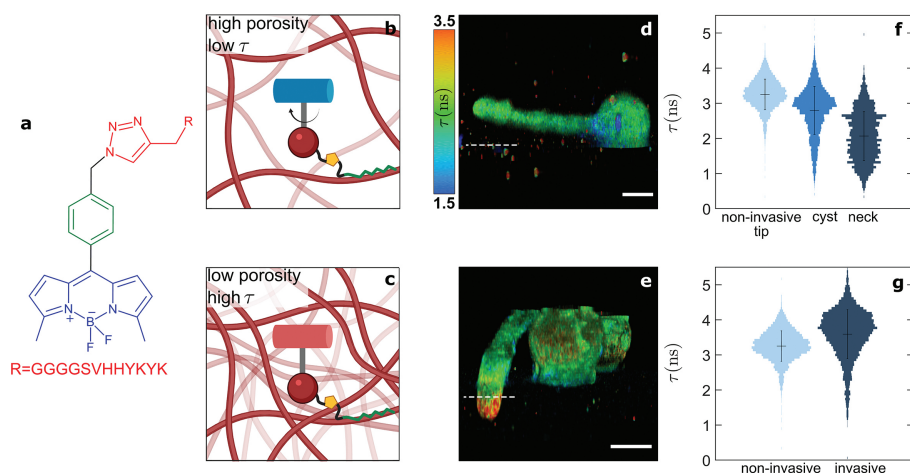 a
R
N
N
N
N
+
B
−
N
F
F
R=GGGGSVHHYKYK
high porosity
low τ
b
low porosity
high τ
c
3.5
τ(ns)
1.5
d
e
f
τ(ns)
5
4
3
2
1
0
non-invasive
tip
cyst
neck
g
τ(ns)
5
4
3
2
1
0
non-invasive
invasive